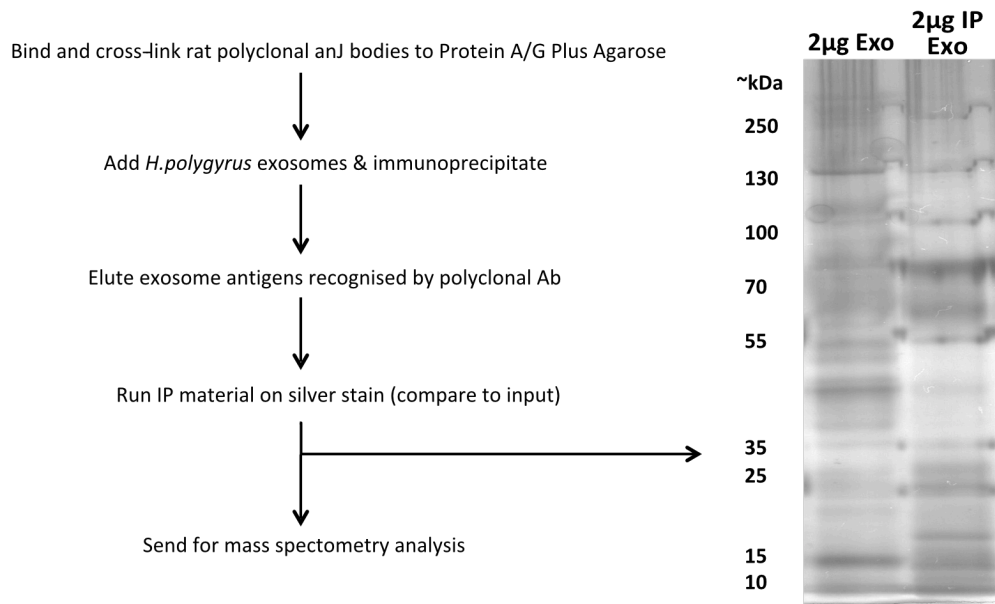 Bind and cross-link rat polyclonal anJ bodies to Protein A/G Plus Agarose
Add H.polygyrus exosomes & immunoprecipitate
Elute exosome antigens recognised by polyclonal Ab
Run IP material on silver stain (compare to input)
Send for mass spectometry analysis
2µg Exo
2µg IP
Exo
~kDa
250
130
100
70
55
35
25
15
10